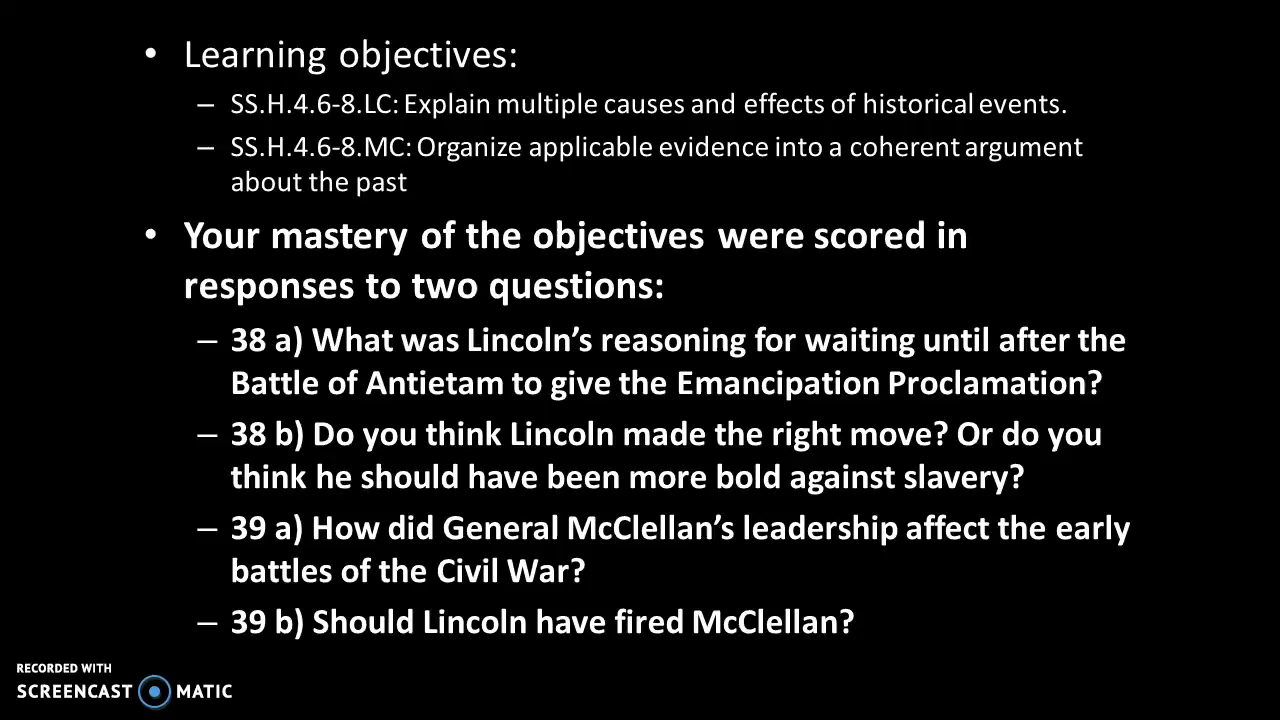 • Learning objectives:
– SS.H.4.6-8.LC: Explain multiple causes and effects of historical events.
– SS.H.4.6-8.MC: Organize applicable evidence into a coherent argument
about the past
• Your mastery of the objectives were scored in
responses to two questions:
– 38 a) What was Lincoln’s reasoning for waiting until after the
Battle of Antietam to give the Emancipation Proclamation?
– 38 b) Do you think Lincoln made the right move? Or do you
think he should have been more bold against slavery?
– 39 a) How did General McClellan’s leadership affect the early
battles of the Civil War?
– 39 b) Should Lincoln have fired McClellan?
RECORDED WITH
SCREENCAST MATIC